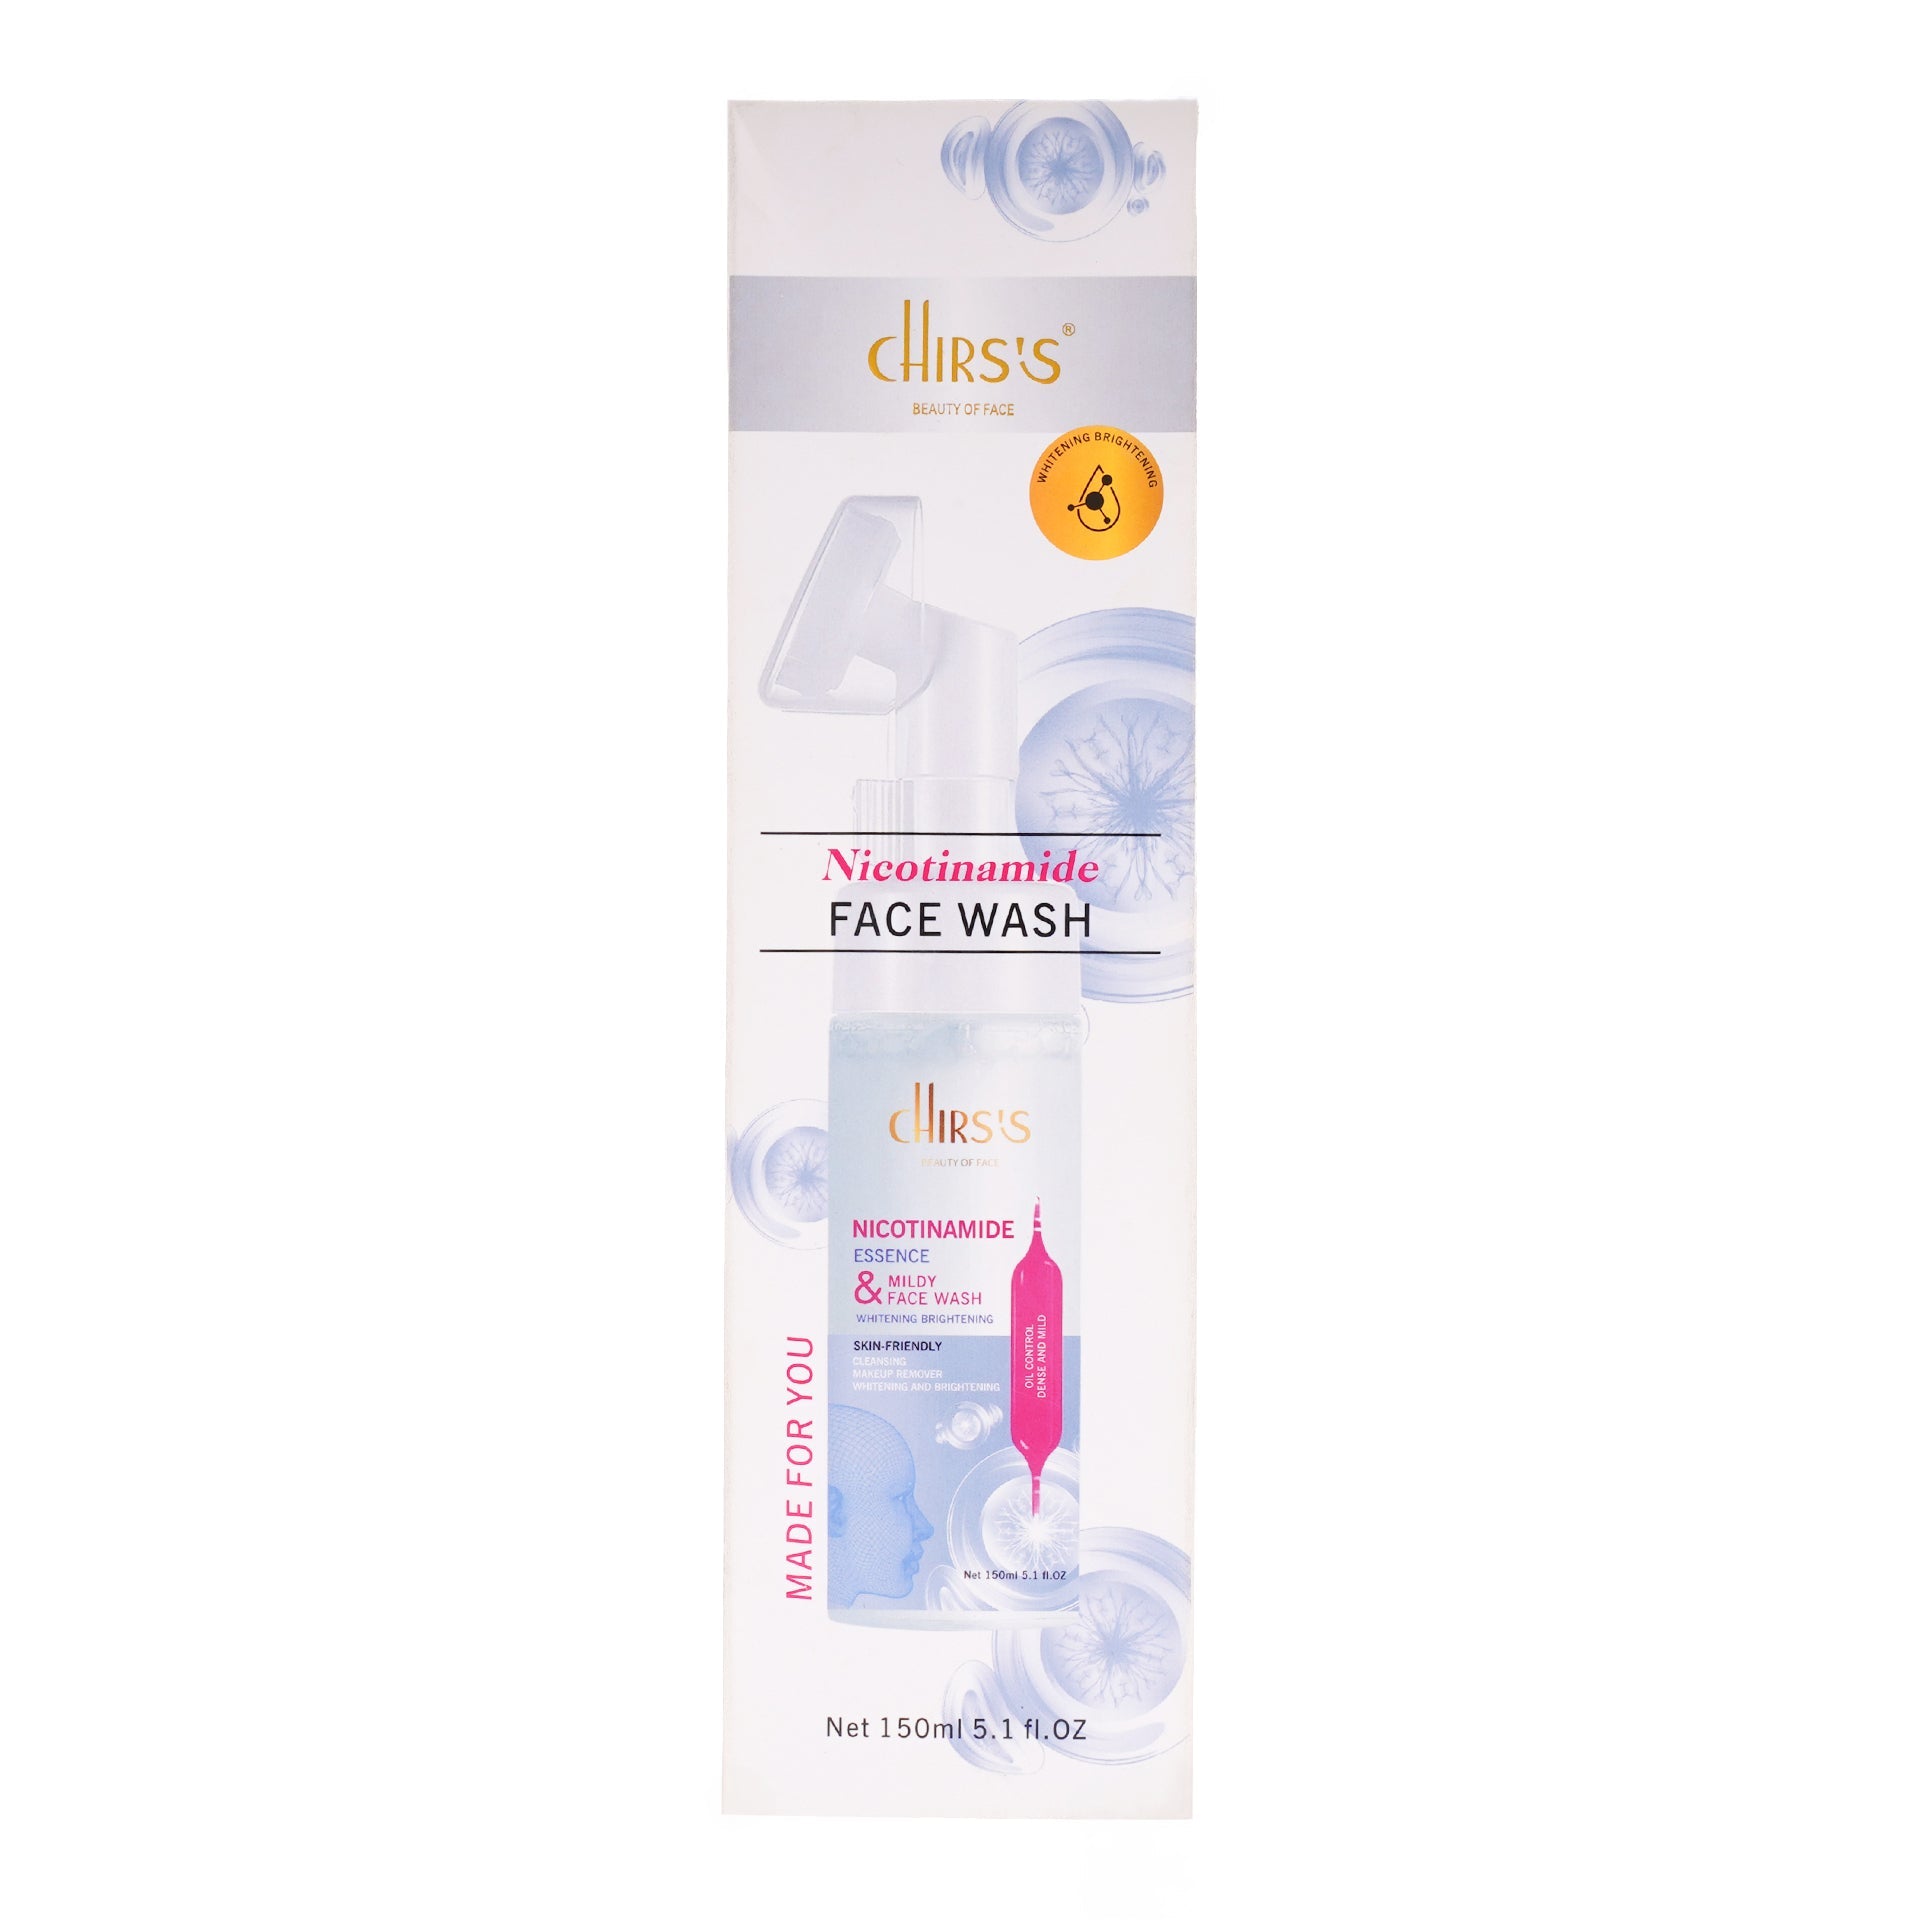 CHIRS'S®
BEAUTY OF FACE
WHITENING BRIGHTENING
Nicotinamide
FACE WASH
CHIRS'S
BEAUTY OF FACE
NICOTINAMIDE
ESSENCE
& MILDY
FACE WASH
WHITENING BRIGHTENING
SKIN-FRIENDLY
CLEANSING
MAKEUP REMOVER
WHITENING AND BRIGHTENING
OIL CONTROL
DENSE AND MILD
Net 150ml 5.1 fl.OZ
MADE FOR YOU
Net 150ml 5.1 fl.OZ